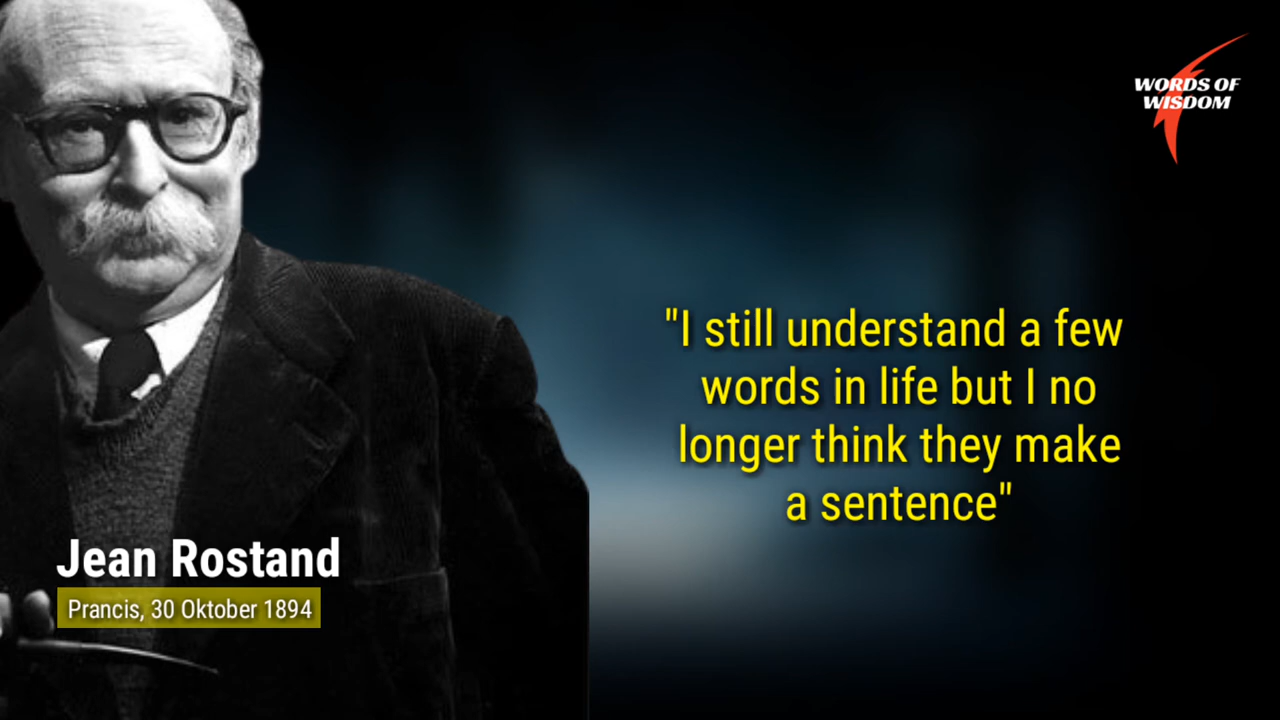 WORDS OF
WISDOM
"I still understand a few
words in life but I no
longer think they make
a sentence"
Jean Rostand
Prancis, 30 Oktober 1894